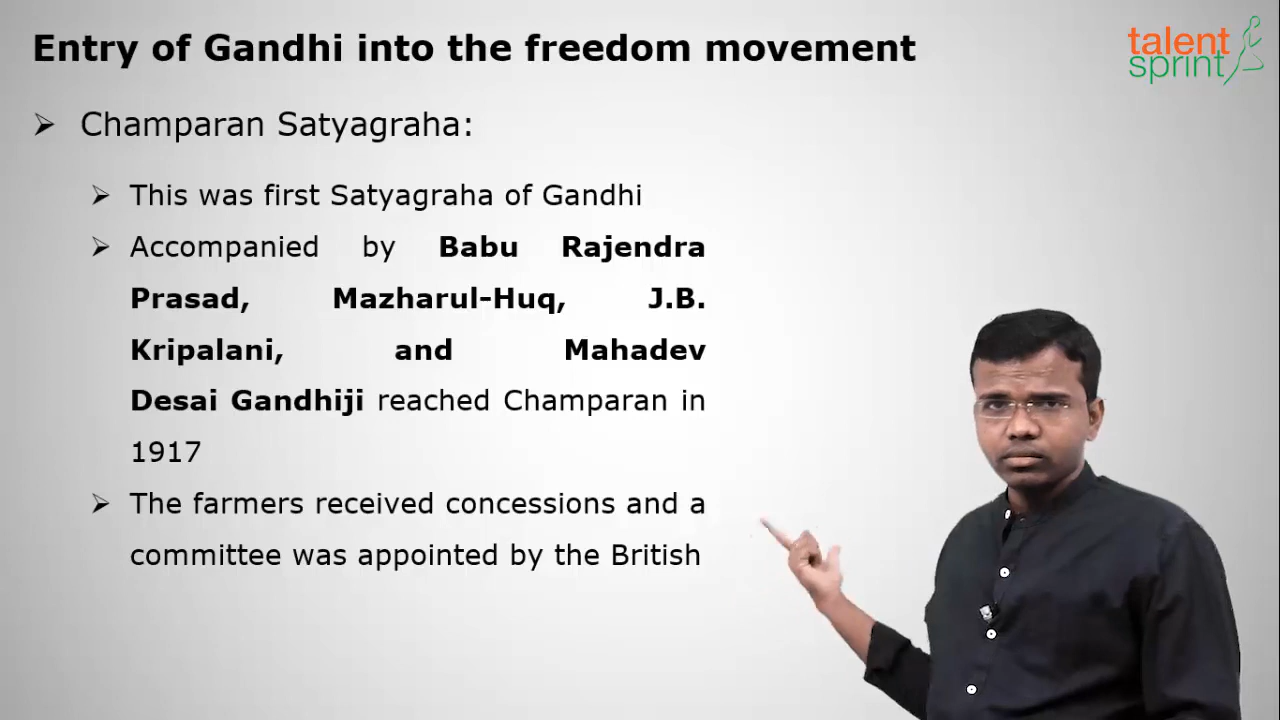 Entry of Gandhi into the freedom movement
talent
sprint
Champaran Satyagraha:
This was first Satyagraha of Gandhi
Accompanied by Babu Rajendra
Prasad, Mazharul-Huq, J.B.
Kripalani, and Mahadev
Desai Gandhiji reached Champaran in
1917
The farmers received concessions and a
committee was appointed by the British